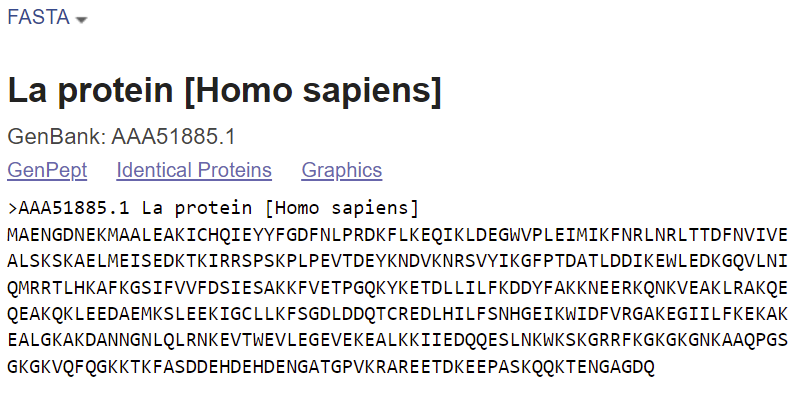 FASTA
La protein [Homo sapiens]
GenBank: AAA51885.1
GenPept Identical Proteins Graphics
>AAA51885.1 La protein [Homo sapiens]
MAENGDNEKMAALEAKICHQIEYYFGDFNLPRDKFLKEQIKLDEGWVPLEIMIKFNRLNRLTTDFNVIVE
ALSKSKAELMEISEDKTKIRRSPSKPLPEVTDEYKNDVKNRSVYIKGFPTDATLDDIKEWLEDKGQVLNI
QMRRTLHKAFKGSIFVVFDSIESAKKFVETPGQKYKETDLLILFKDDYFAKKNEERKQNKVEAKLRAKQE
QEAKQKLEEDAEMKSLEEKIGCLLKFSGDLDDQTCREDLHILFSNHGEIKWIDFVRGAKEGIILFKEKAK
EALGKAKDANNGNLQLRNKEVTWEVLEGEVEKEALKKIIEDQQESLNKWKSKGRRFKGKGKGNKAAQPGS
GKGKVQFQGKKTKFASDDEHDEHDENGATGPVKRAREETDKEEPASKQQKTENGAGDQ